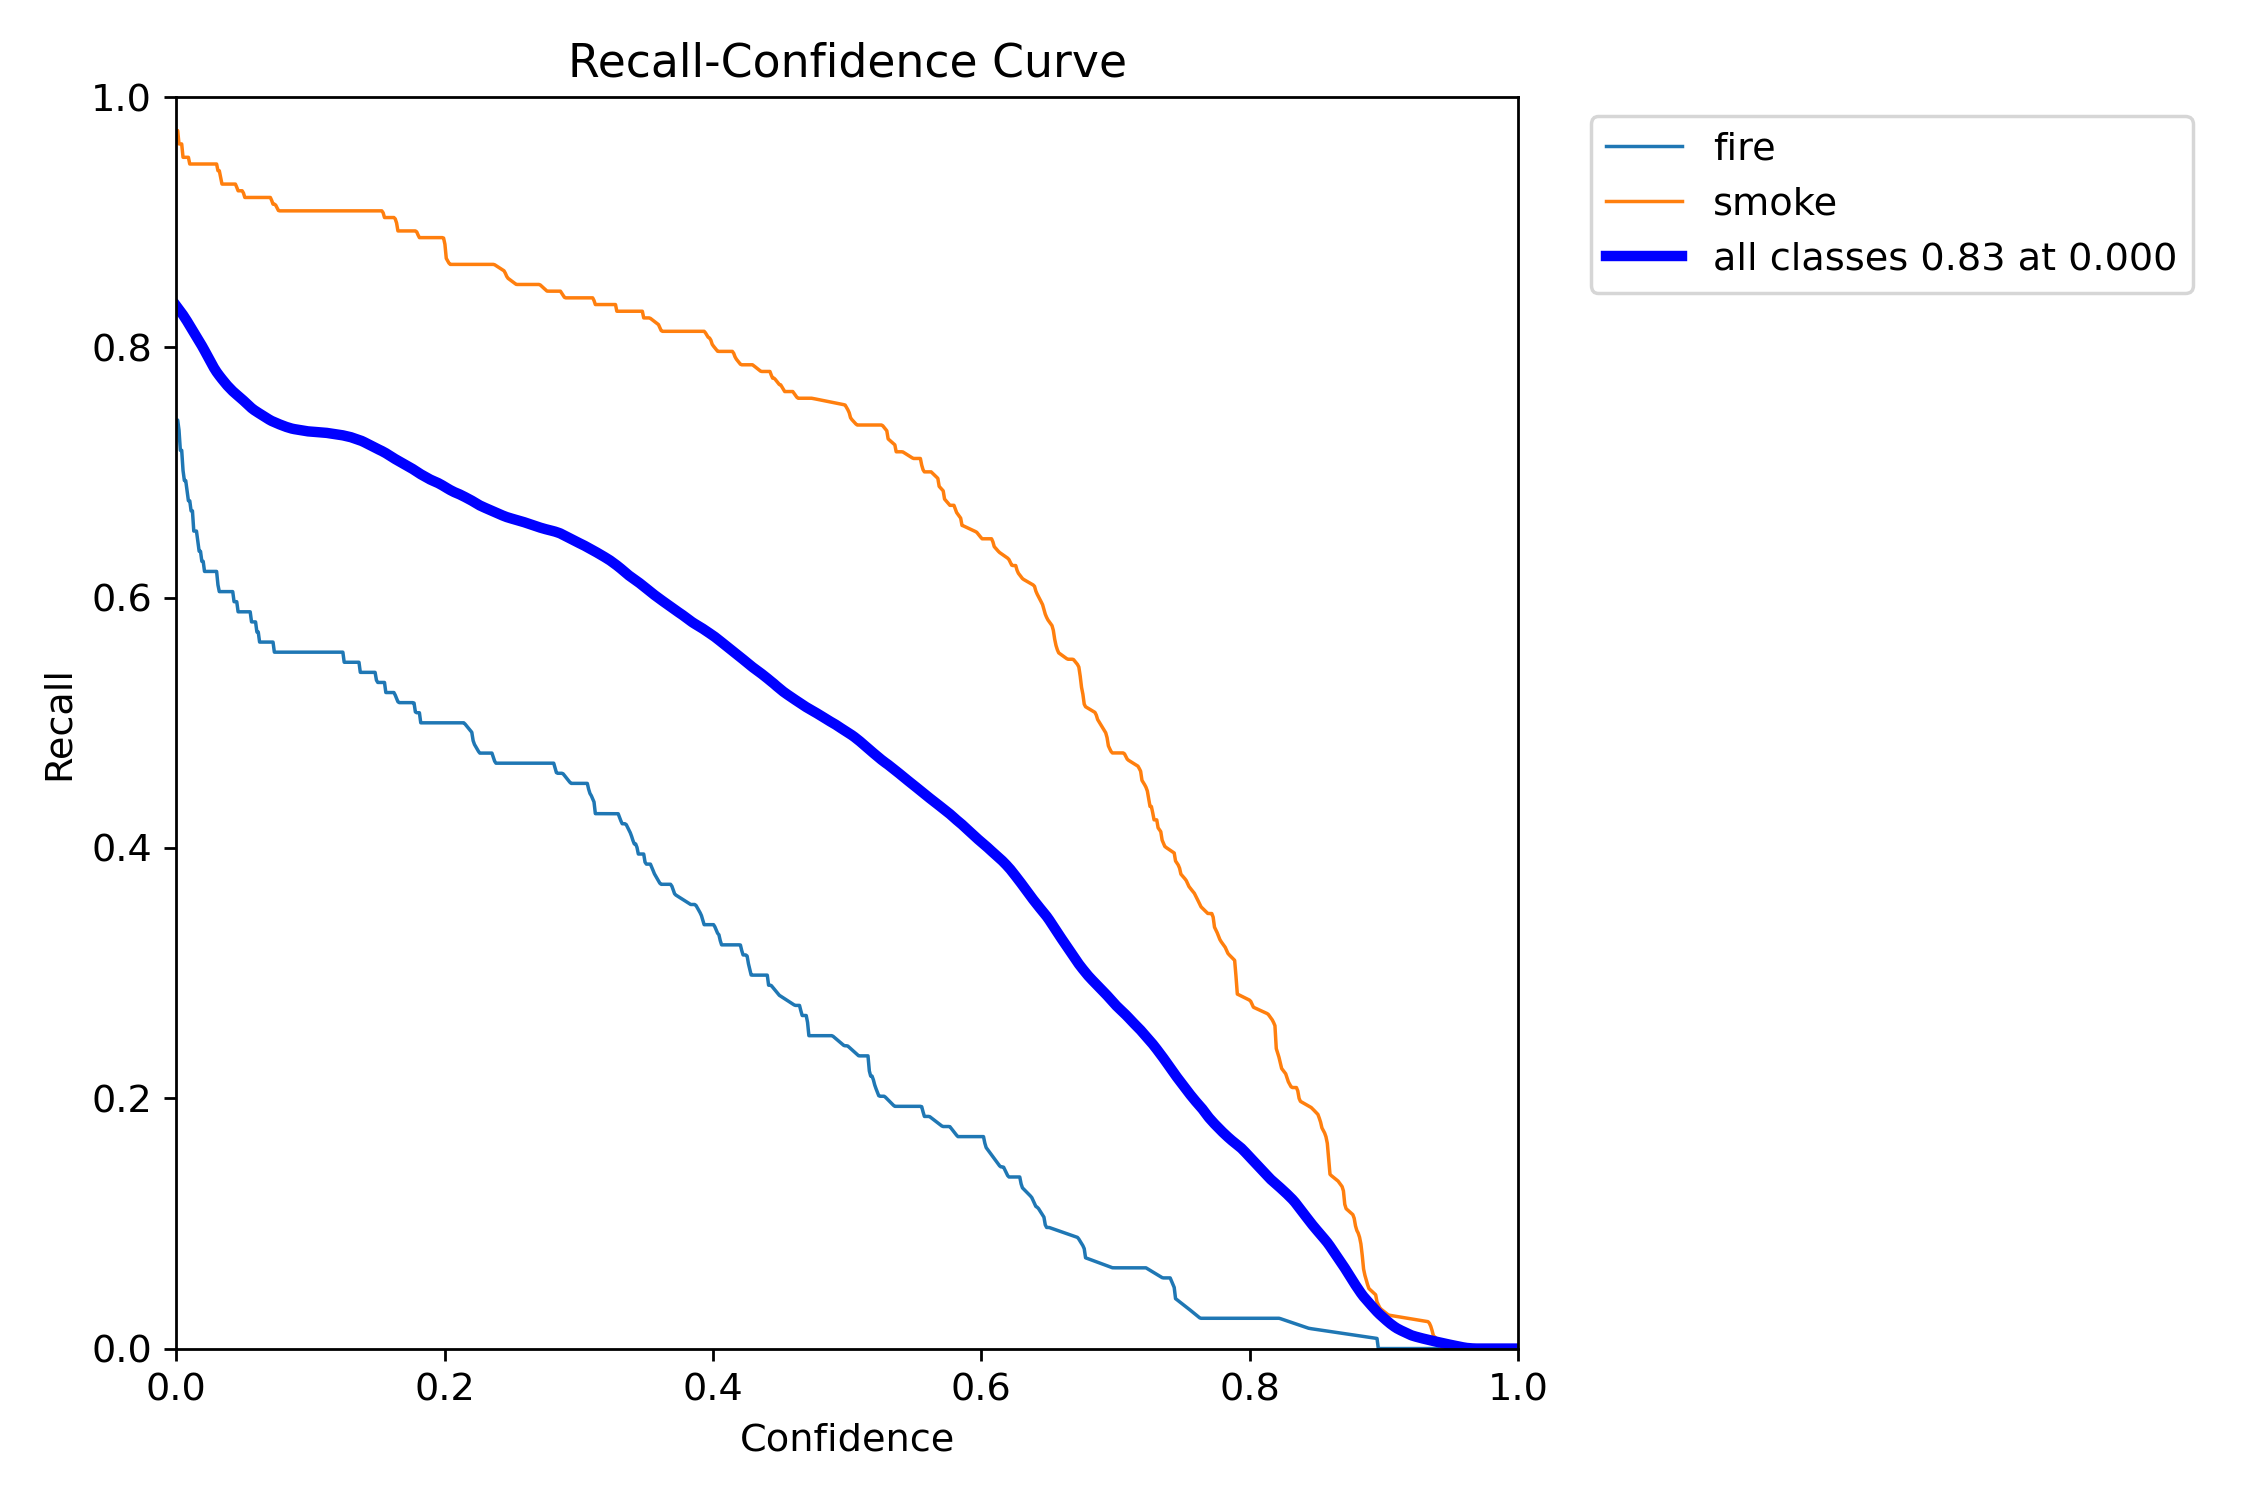 Recall-Confidence Curve
1.0
0.8
0.6
0.4
0.2
0.0
Recall
0.0 0.2 0.4 0.6 0.8 1.0
Confidence
fire
smoke
all classes 0.83 at 0.000